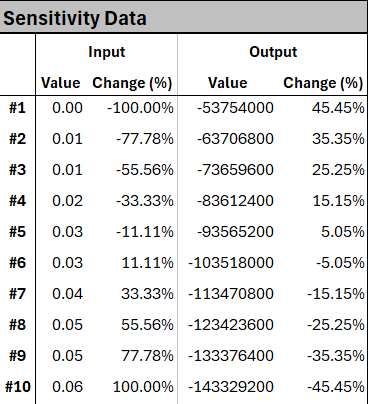 Sensitivity Data
Input Output
Value Change (%) Value Change (%)
#1 0.00 -100.00% -53754000 45.45%
#2 0.01 -77.78% -63706800 35.35%
#3 0.01 -55.56% -73659600 25.25%
#4 0.02 -33.33% -83612400 15.15%
#5 0.03 -11.11% -93565200 5.05%
#6 0.03 11.11% -103518000 -5.05%
#7 0.04 33.33% -113470800 -15.15%
#8 0.05 55.56% -123423600 -25.25%
#9 0.05 77.78% -133376400 -35.35%
#10 0.06 100.00% -143329200 -45.45%